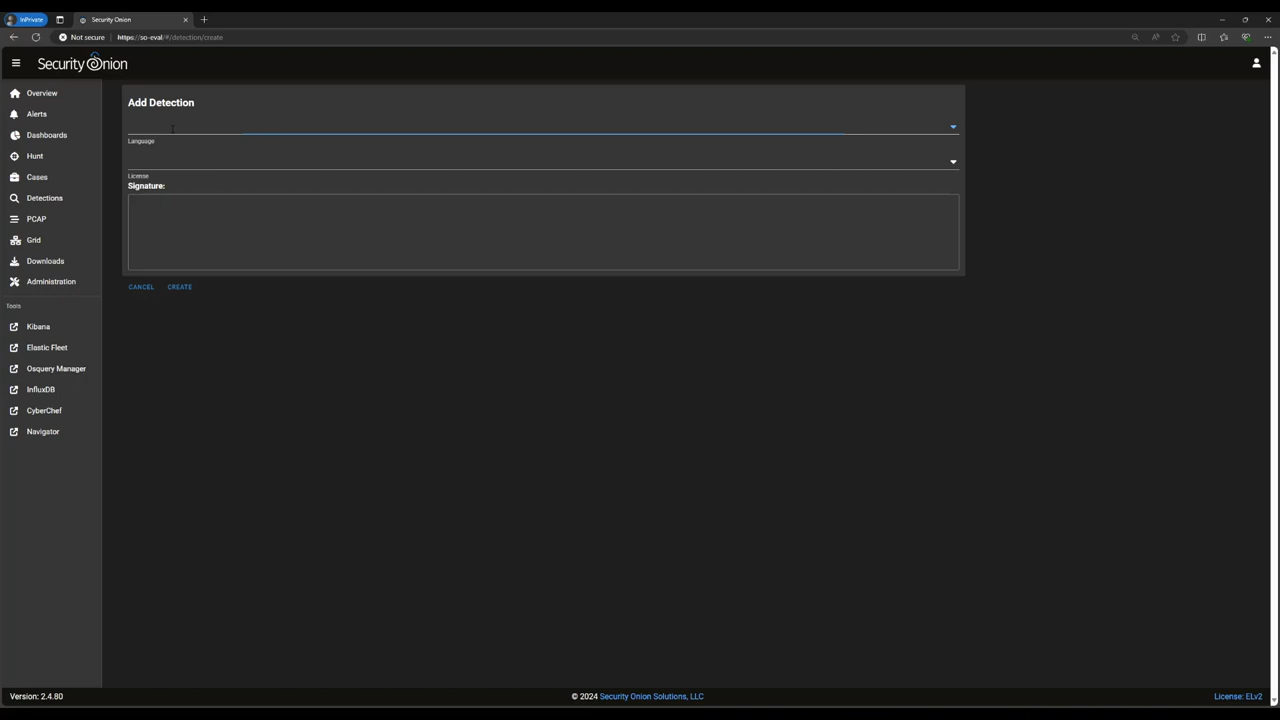 InPrivate
Security Onion
Not secure
https://so-eval/#/detection/create
Security Onion
Overview
Alerts
Dashboards
Hunt
Cases
Detections
PCAP
Grid
Downloads
Administration
Tools
Kibana
Elastic Fleet
Osquery Manager
InfluxDB
CyberChef
Navigator
Add Detection
Language
License
Signature:
CANCEL CREATE
Version: 2.4.80
© 2024 Security Onion Solutions, LLC
License: ELv2